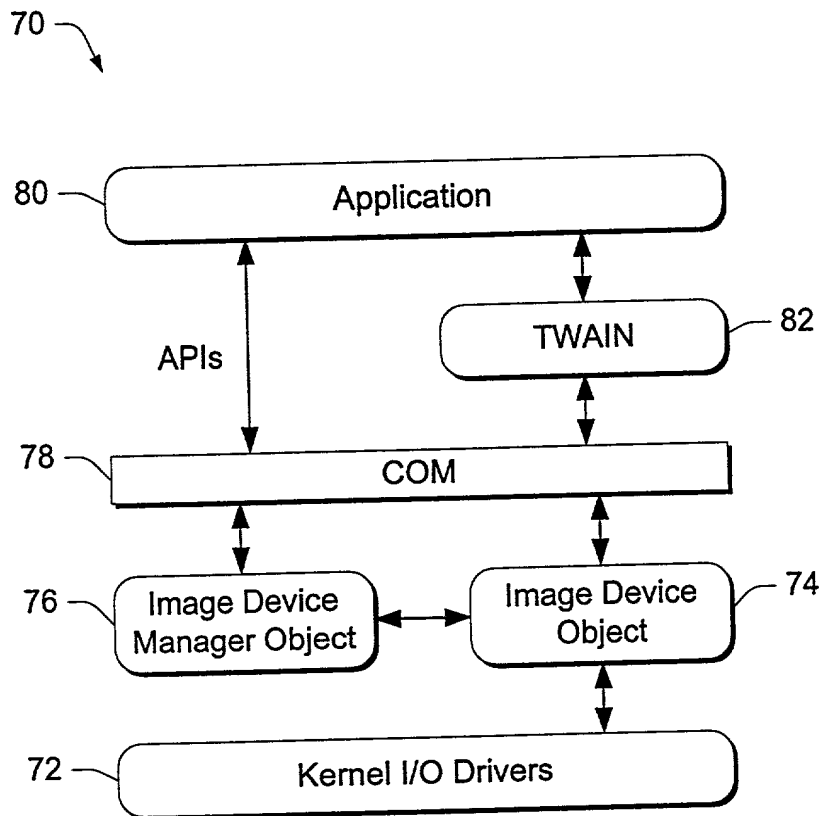 70
80
Application
TWAIN
82
APIs
78
COM
76
Image Device
Manager Object
Image Device
Object
74
72
Kernel I/O Drivers